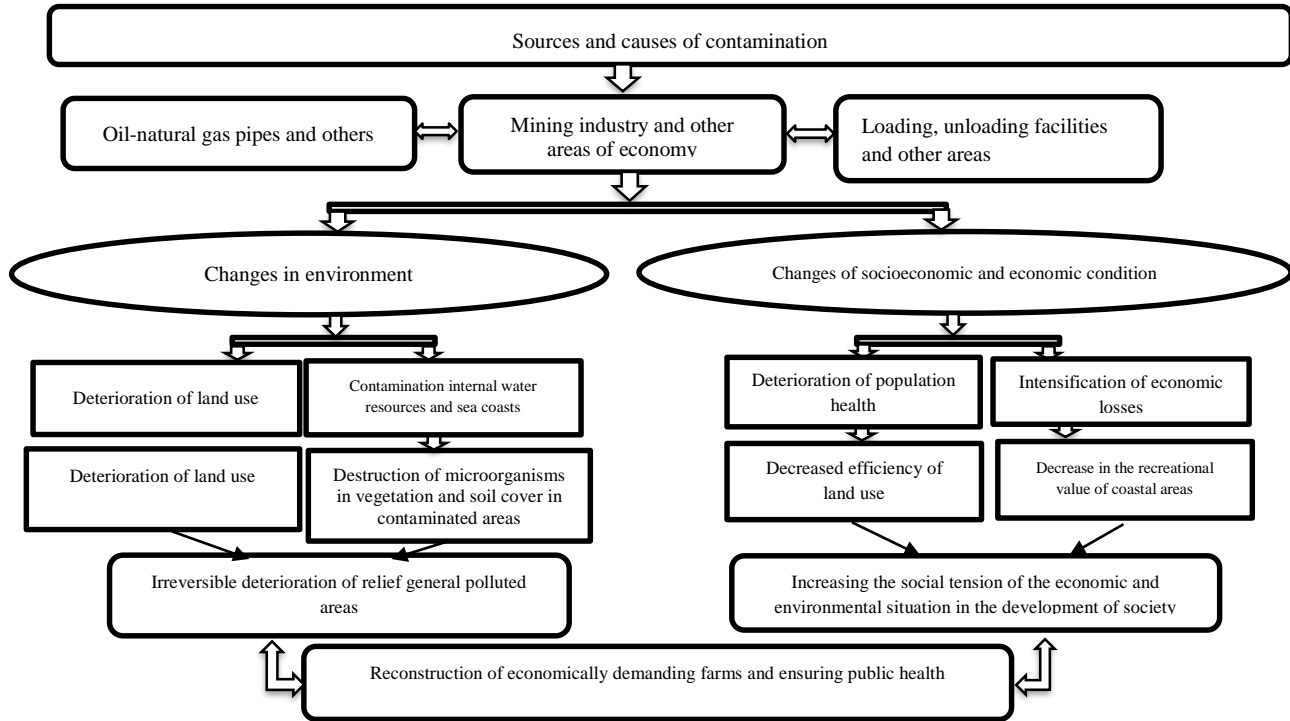 Sources and causes of contamination
Oil-natural gas pipes and others
Mining industry and other
areas of economy
Loading, unloading facilities
and other areas
Changes in environment
Changes of socioeconomic and economic condition
Deterioration of land use
Contamination internal water
resources and sea coasts
Deterioration of population
health
Intensification of economic
losses
Deterioration of land use
Destruction of microorganisms
in vegetation and soil cover in
contaminated areas
Decreased efficiency of
land use
Decrease in the recreational
value of coastal areas
Irreversible deterioration of relief general polluted
areas
Increasing the social tension of the economic and
environmental situation in the development of society
Reconstruction of economically demanding farms and ensuring public health